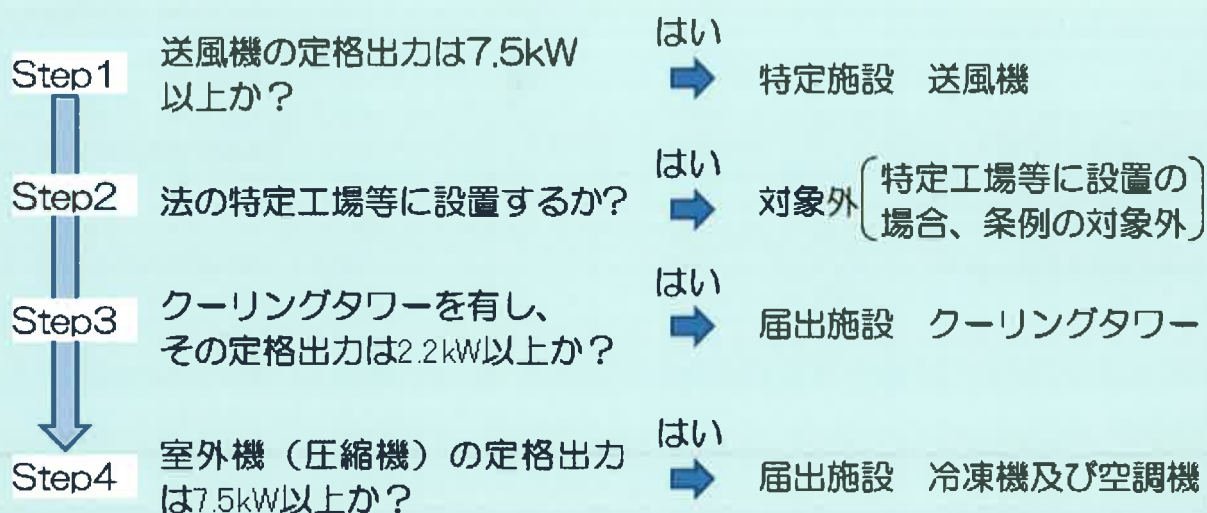 Step1
送風機の定格出力は7.5kW
以上か？
はい
特定施設 送風機
Step2
法の特定工場等に設置するか？
はい
対象外
特定工場等に設置の
場合、条例の対象外
Step3
クーリングタワーを有し、
その定格出力は2.2kW以上か？
はい
届出施設 クーリングタワー
Step4
室外機（圧縮機）の定格出力
は7.5kW以上か？
はい
届出施設 冷凍機及び空調機